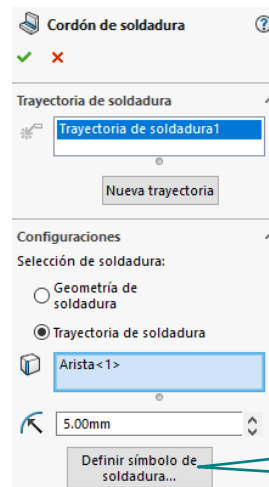 Cordón de soldadura
Trayectoria de soldadura
Trayectoria de soldadura1
Nueva trayectoria
Configuraciones
Selección de soldadura:
Geometría de
soldadura
Trayectoria de soldadura
Arista<1>
5.00mm
Definir símbolo de
soldadura...